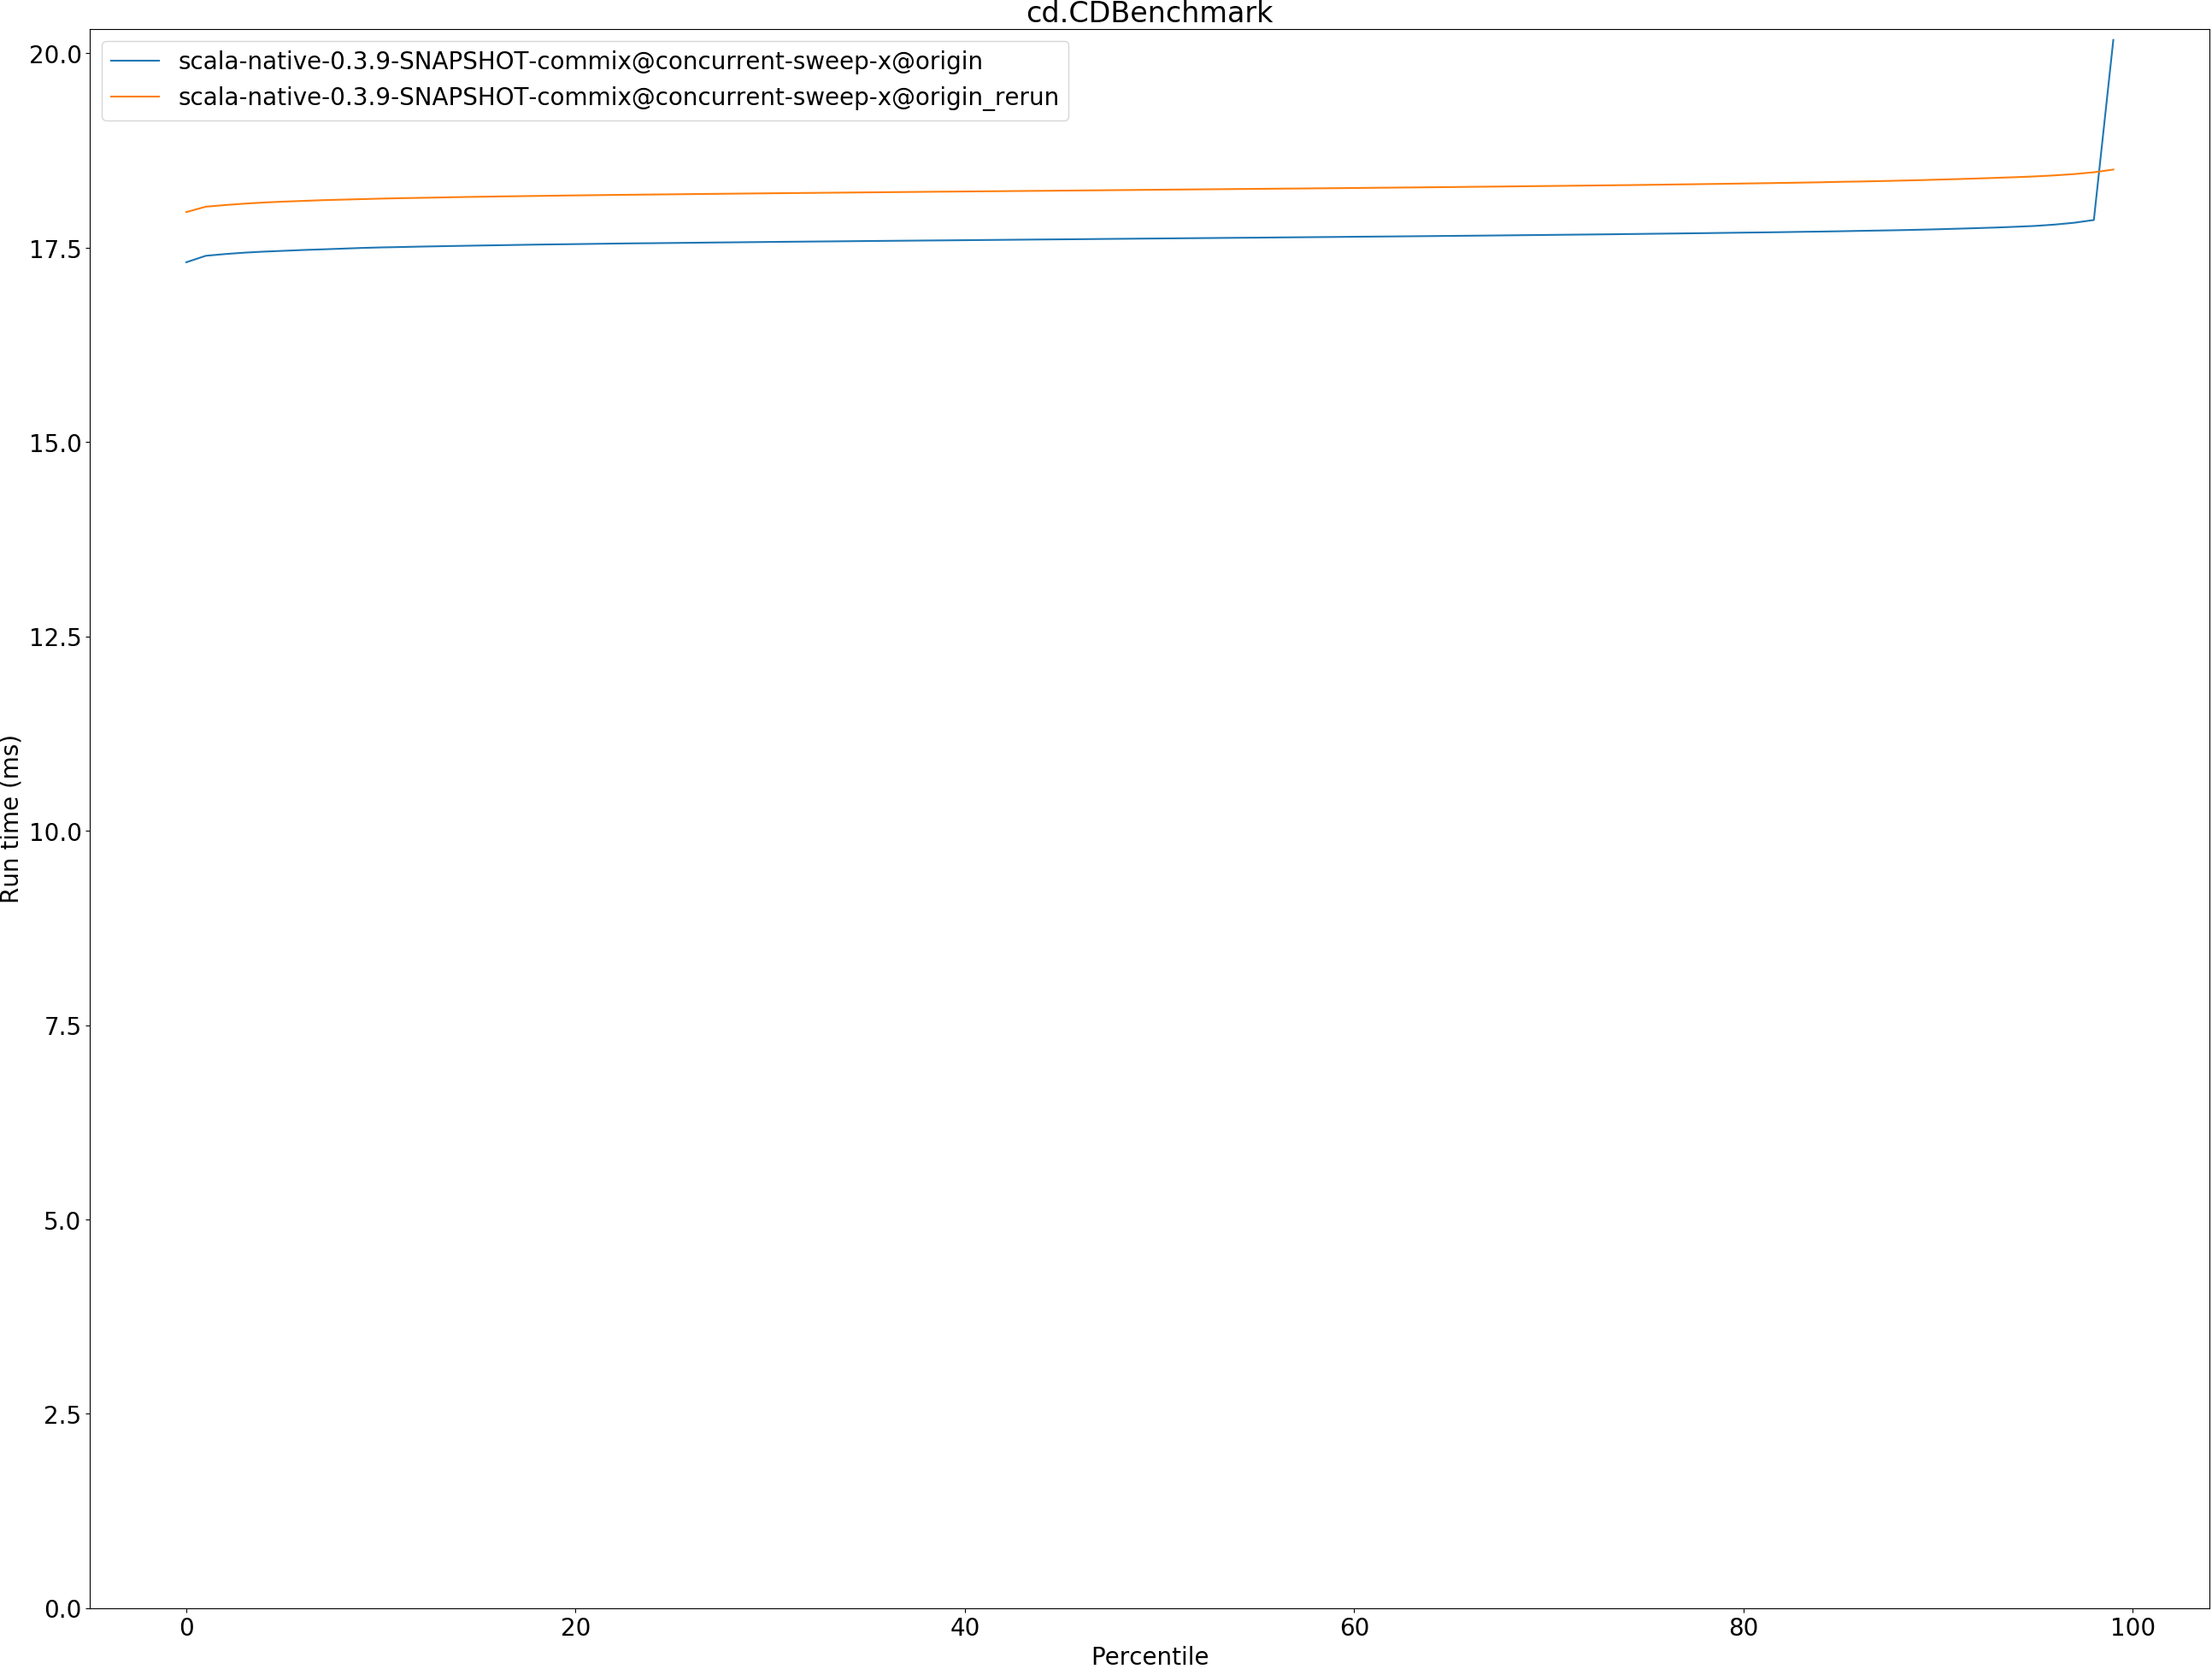 cd.CDBenchmark
scala-native-0.3.9-SNAPSHOT-commix@concurrent-sweep-x@origin
scala-native-0.3.9-SNAPSHOT-commix@concurrent-sweep-x@origin_rerun
20.0
17.5
15.0
12.5
10.0
7.5
5.0
2.5
0.0
Run time (ms)
0 20 40 60 80 100
Percentile